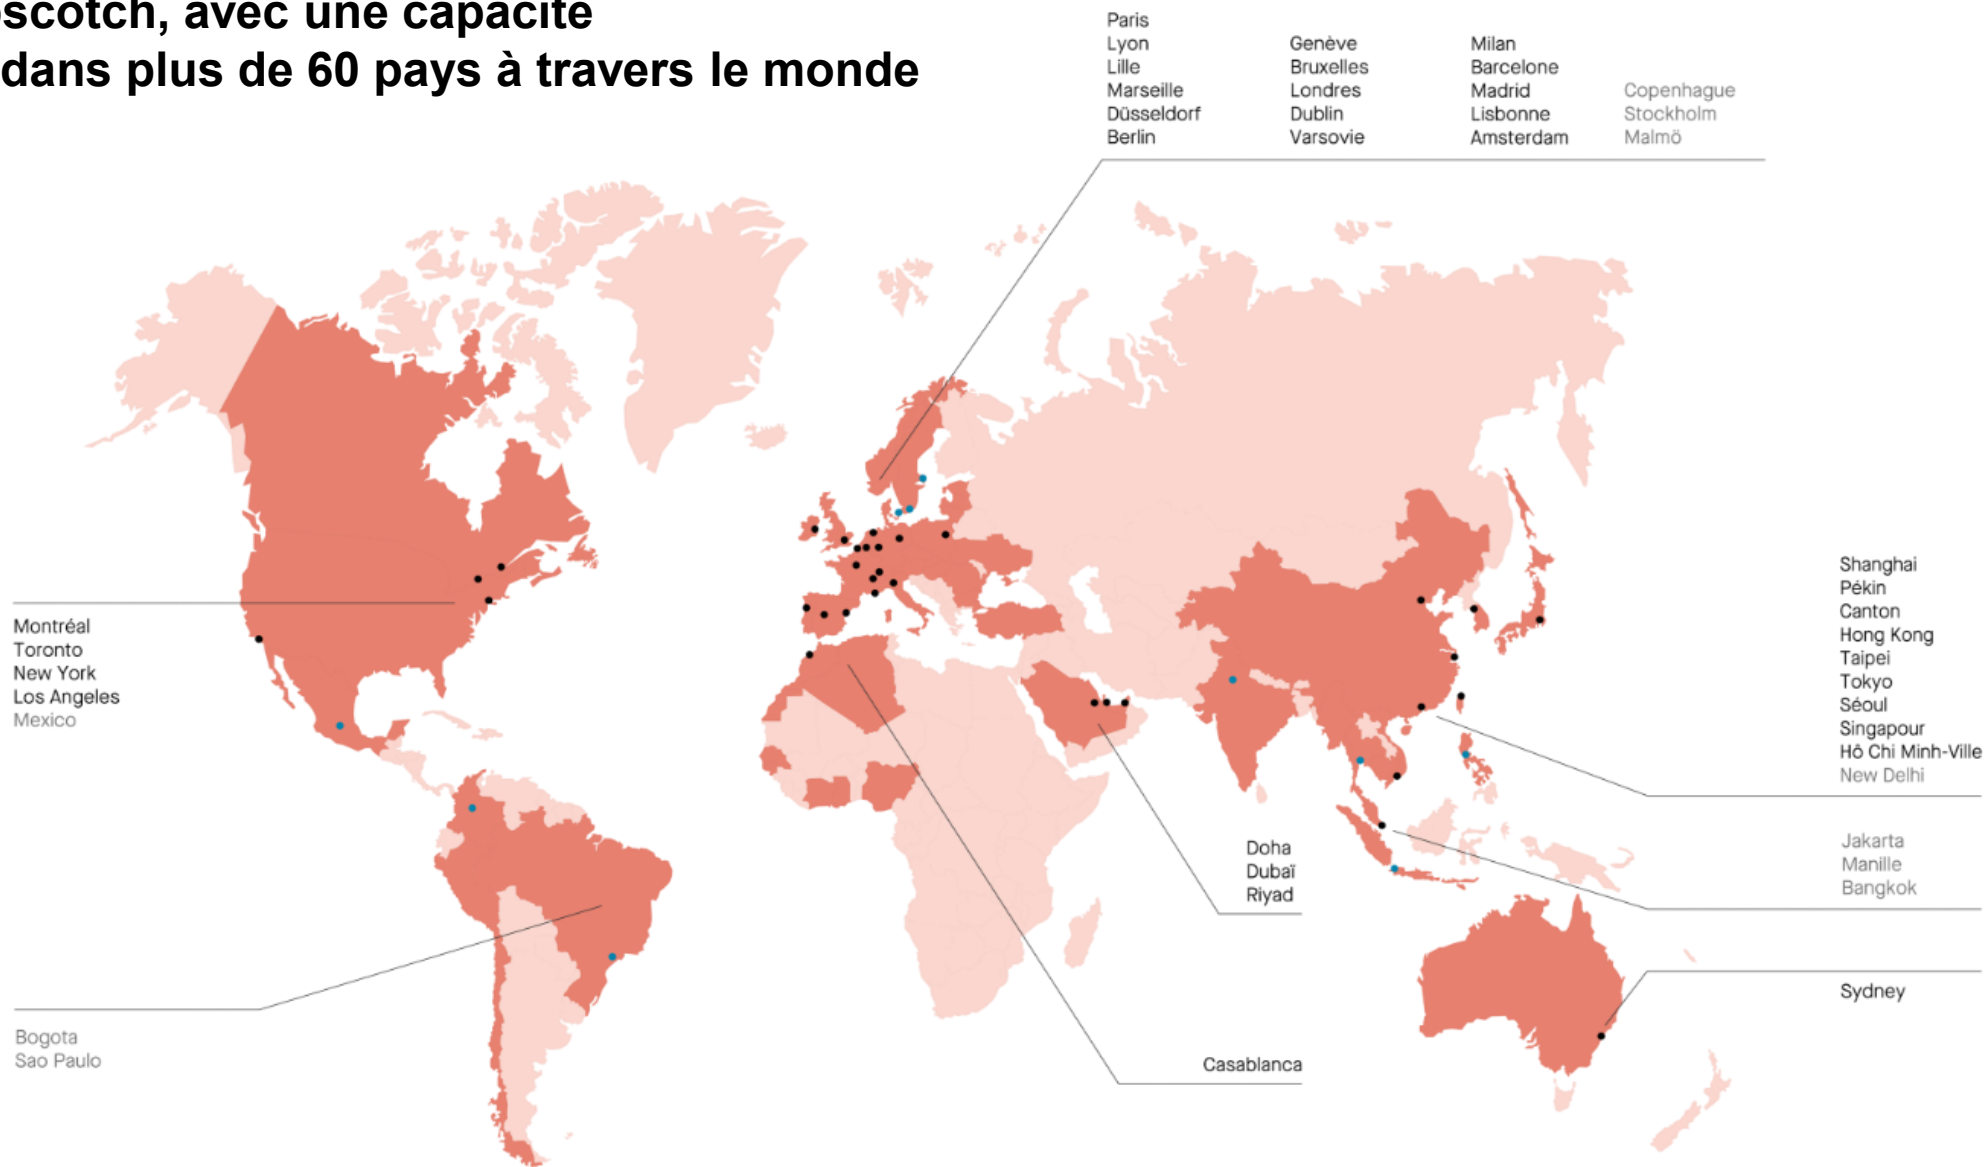 scotch, avec une capacité
dans plus de 60 pays à travers le monde
Paris
Lyon
Lille
Marseille
Düsseldorf
Berlin
Genève
Bruxelles
Londres
Dublin
Varsovie
Milan
Barcelone
Madrid
Lisbonne
Amsterdam
Copenhague
Stockholm
Malmö
Montréal
Toronto
New York
Los Angeles
Mexico
Shanghai
Pékin
Canton
Hong Kong
Taipei
Tokyo
Séoul
Singapour
Hô Chi Minh-Ville
New Delhi
Jakarta
Manille
Bangkok
Doha
Dubaï
Riyad
Sydney
Bogota
Sao Paulo
Casablanca